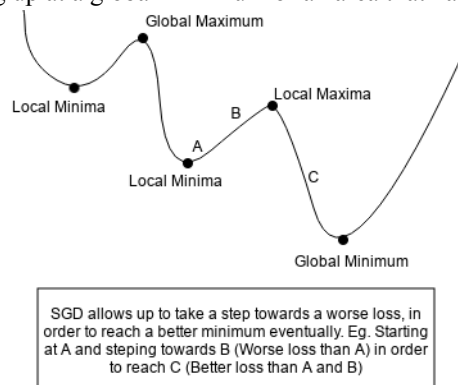 Global Maximum
Local Minima
Local Maxima
B
A
Local Minima
C
Global Minimum
SGD allows up to take a step towards a worse loss, in
order to reach a better minimum eventually. Eg. Starting
at A and steping towards B (Worse loss than A) in order
to reach C (Better loss than A and B)